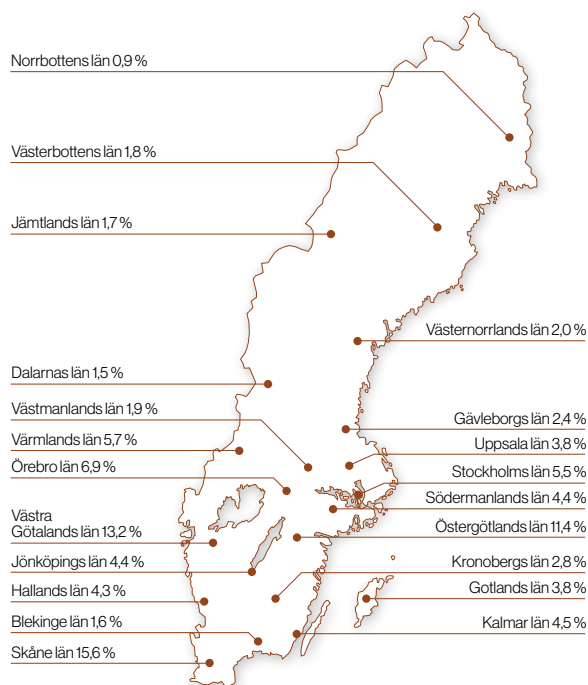 Norrbottens län 0,9 %
Västerbottens län 1,8 %
Jämtlands län 1,7 %
Västernorrlands län 2,0 %
Dalarnas län 1,5 %
Västmanlands län 1,9 %
Gävleborgs län 2,4 %
Värmlands län 5,7 %
Uppsala län 3,8 %
Örebro län 6,9 %
Stockholms län 5,5 %
Södermanlands län 4,4 %
Västra
Götalands län 13,2 %
Östergötlands län 11,4 %
Jönköpings län 4,4 %
Kronobergs län 2,8 %
Hallands län 4,3 %
Gotlands län 3,8 %
Blekinge län 1,6 %
Kalmar län 4,5 %
Skåne län 15,6 %